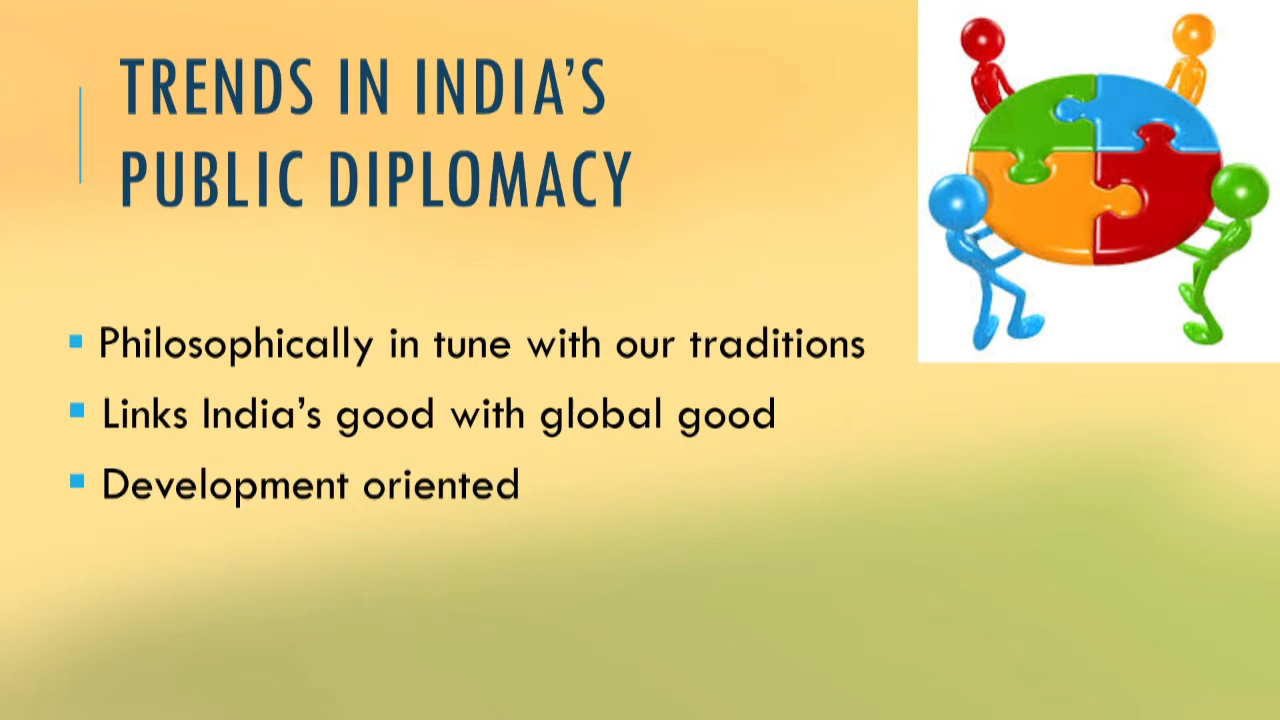 TRENDS IN INDIA’S
PUBLIC DIPLOMACY
▪ Philosophically in tune with our traditions
▪ Links India’s good with global good
▪ Development oriented